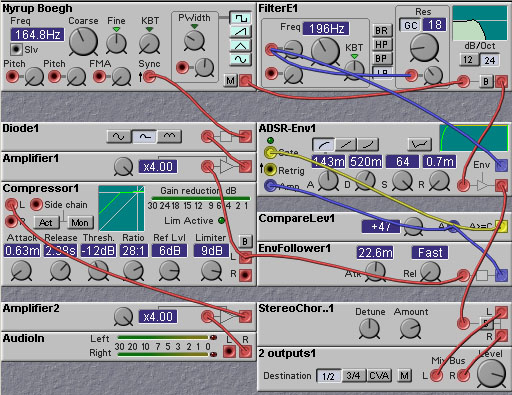 Nyrup Boegh
Freq Coarse Fine KBT PWidth
164.8Hz
Slv
Pitch Pitch FMA Sync
M
FilterE1
Res
Freq GC 18
196Hz
KBT
BR
HP
BP
dB/Oct
12 24
B
Diode1
Amplifier1
x4.00
Compressor1
L Side chain
R Act Mon
Gain reduction dB
30 24 18 15 12 9 6 4 2 1
Lim Active
Attack Release Thresh. Ratio Ref Lvl Limiter
0.63m 2.38s -12dB 28:1 6dB 9dB
B
L
R
Amplifier2
x4.00
AudioIn
Left
30 20 15 12 9 6 4 2 1 0
Right
L R
ADSR-Env1
Gate
Retrig
Amp
143m 520m 64 0.7m
A D S R
Env
CompareLev1
+47
A A>=C
EnvFollower1
22.6m Fast
Atk Rel
StereoChor..1
Detune Amount
L
S
R
2 outputs1
Mix Bus Level
Destination 1/2 3/4 CVA M L R